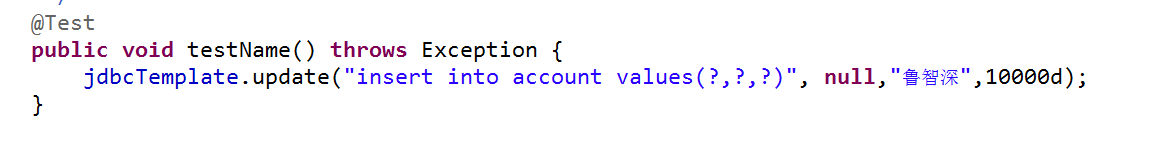 @Test
public void testName() throws Exception {
    jdbcTemplate.update("insert into account values(?,?,?)", null,"鲁智深",10000d);
}